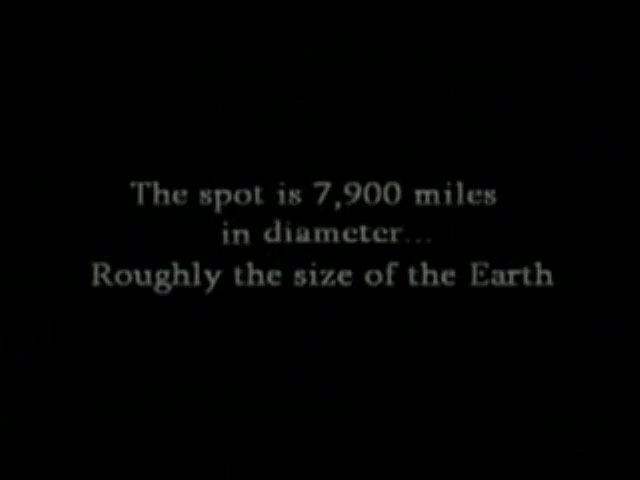 The spot is 7,900 miles
in diameter...
Roughly the size of the Earth